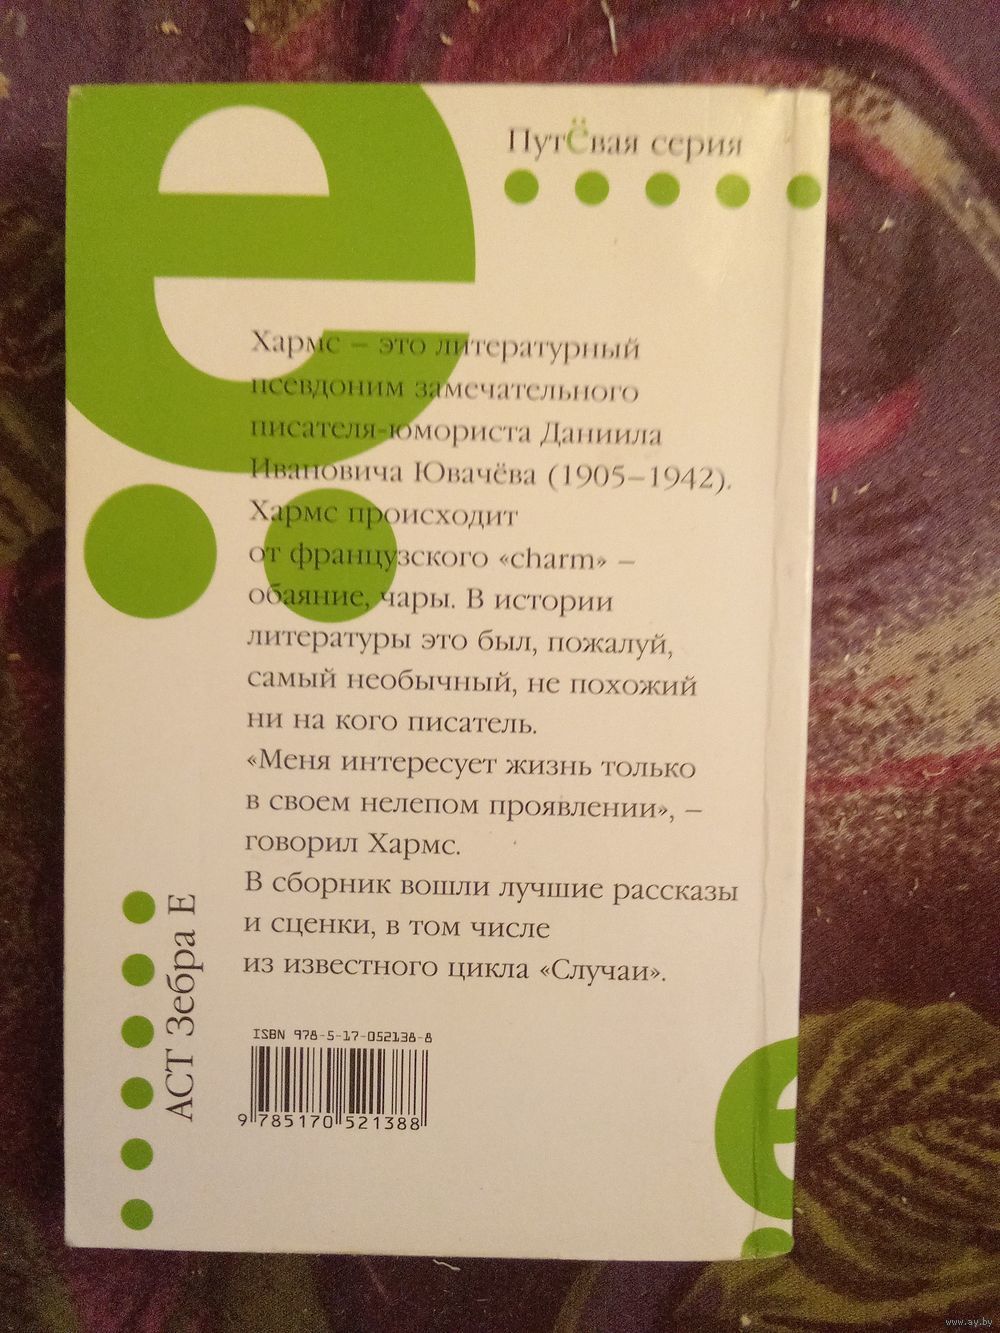 ПутЁвая серия
Хармс – это литературный
псевдоним замечательного
писателя-юмориста Даниила
Ивановича Ювачёва (1905–1942).
Хармс происходит
от французского «charm» –
обаяние, чары. В истории
литературы это был, пожалуй,
самый необычный, не похожий
ни на кого писатель.
«Меня интересует жизнь только
в своем нелепом проявлении», –
говорил Хармс.
В сборник вошли лучшие рассказы
и сценки, в том числе
из известного цикла «Случаи».
АСТ Зебра Е
ISBN 978-5-17-052138-8
9 785170 521388
www.ay.by